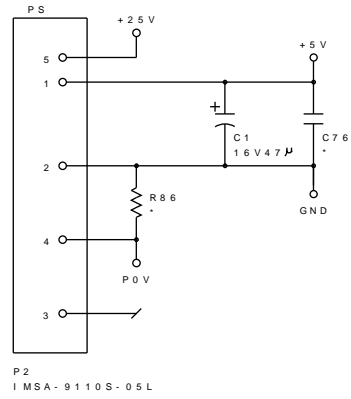 PS
+25V
5
+5V
1
+
C1
16V47μ
C76
*
2
R86
*
GND
4
P0V
3
P2
IMSA-9110S-05L